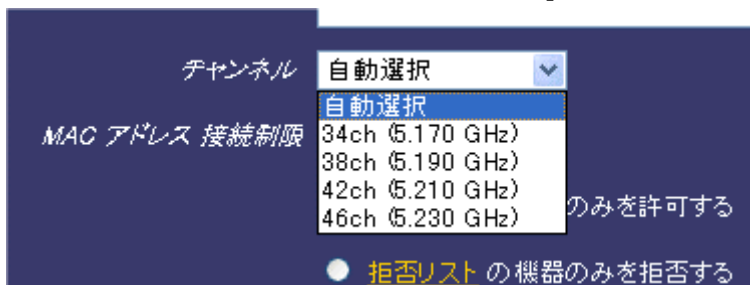 チャンネル 自動選択
自動選択
MAC アドレス 接続制限 34ch (5.170 GHz)
38ch (5.190 GHz)
42ch (5.210 GHz)
46ch (5.230 GHz)
のみを許可する
拒否リスト の機器のみを拒否する